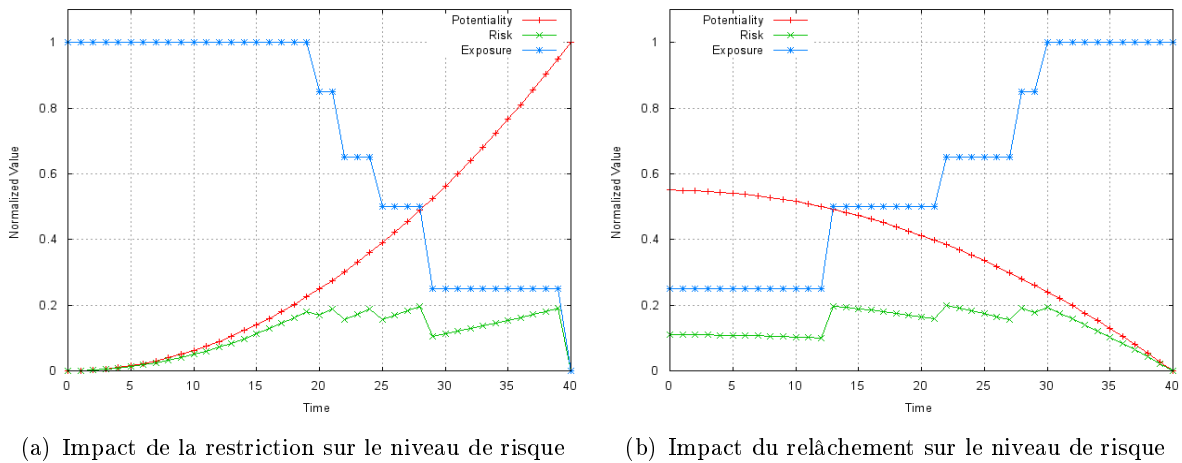 Potentiality
Risk
Exposure
1
0.8
0.6
0.4
0.2
0
Normalized Value
0 5 10 15 20 25 30 35 40
Time
(a) Impact de la restriction sur le niveau de risque
Potentiality
Risk
Exposure
1
0.8
0.6
0.4
0.2
0
Normalized Value
0 5 10 15 20 25 30 35 40
Time
(b) Impact du relâchement sur le niveau de risque